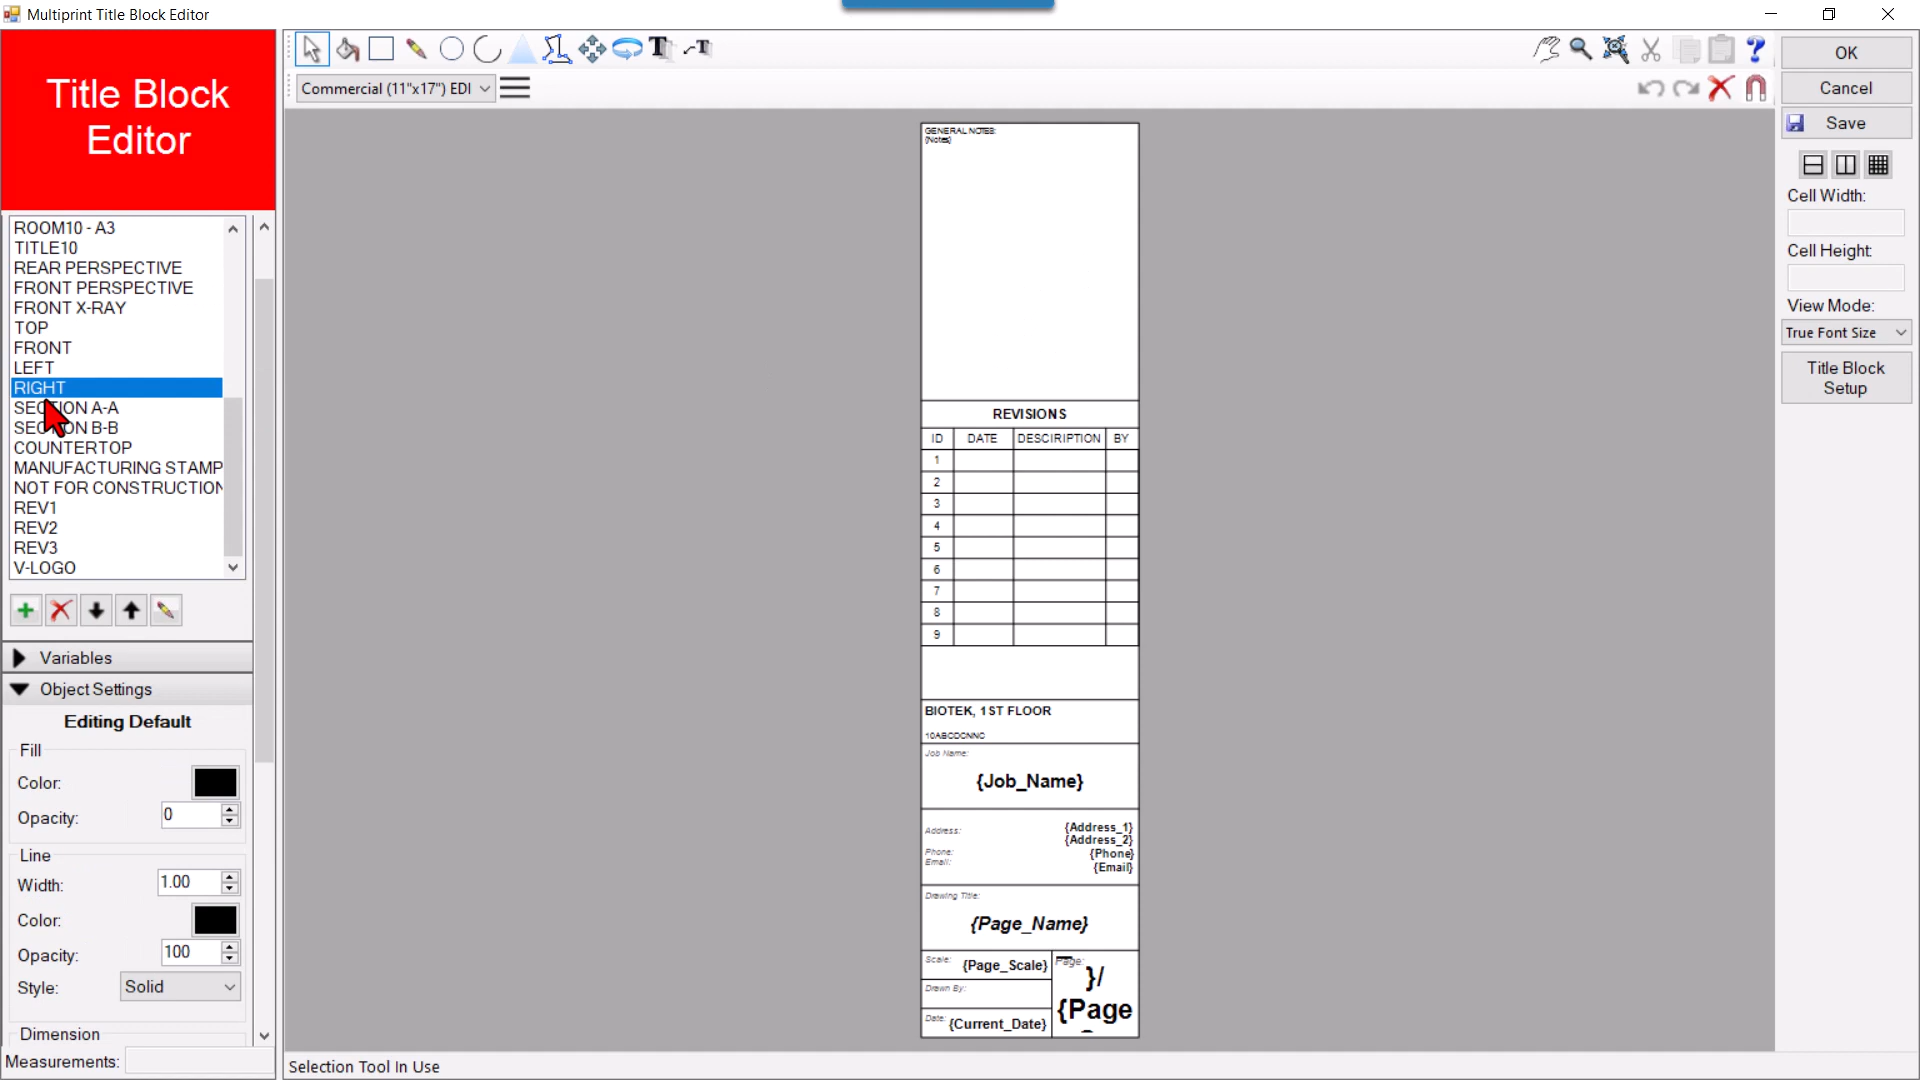 Multiprint Title Block Editor
Title Block
Editor
ROOM10 - A3
TITLE10
REAR PERSPECTIVE
FRONT PERSPECTIVE
FRONT X-RAY
TOP
FRONT
LEFT
RIGHT
SECTION A-A
SECTION B-B
COUNTERTOP
MANUFACTURING STAMP
NOT FOR CONSTRUCTION
REV1
REV2
REV3
V-LOGO
Variables
Object Settings
Editing Default
Fill
Color:
Opacity: 0
Line
Width: 1.00
Color:
Opacity: 100
Style: Solid
Dimension
Measurements:
Commercial (11"x17") EDI
GENERAL NOTES:
{Notes}
REVISIONS
ID DATE DESCIRIPTION BY
1
2
3
4
5
6
7
8
9
BIOTEK, 1ST FLOOR
10ABCDCNNC
Job Name:
{Job_Name}
Address: {Address_1}
{Address_2}
Phone: {Phone}
Email: {Email}
Drawing Title:
{Page_Name}
Scale: {Page_Scale}
Drawn By:
Date: {Current_Date}
Page:
}/
{Page
Selection Tool In Use
OK
Cancel
Save
Cell Width:
Cell Height:
View Mode:
True Font Size
Title Block
Setup